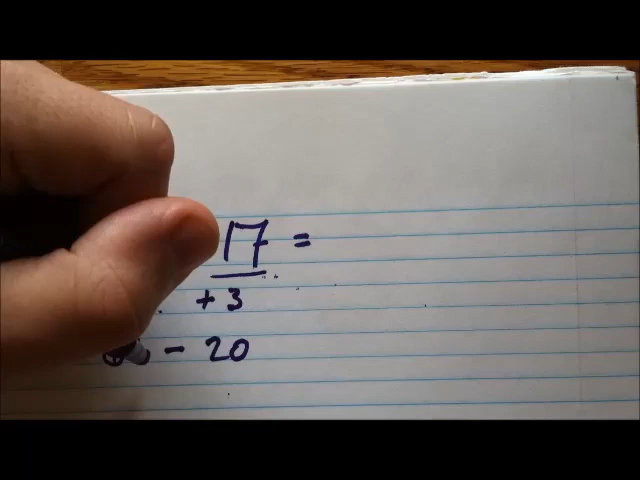 17 =
+ 3
- 20